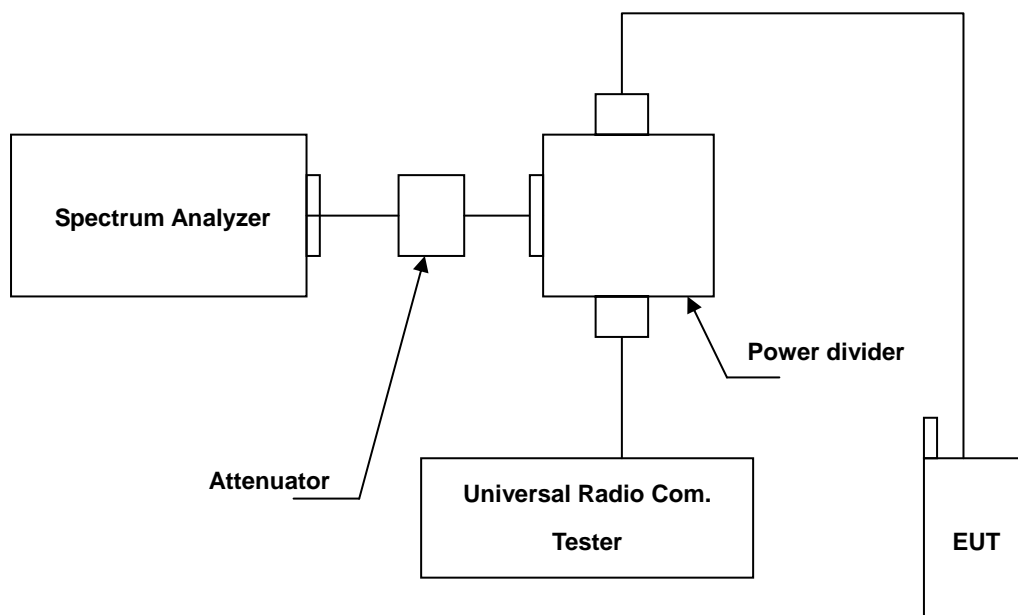 Spectrum Analyzer
Power divider
Attenuator
Universal Radio Com.
Tester
EUT